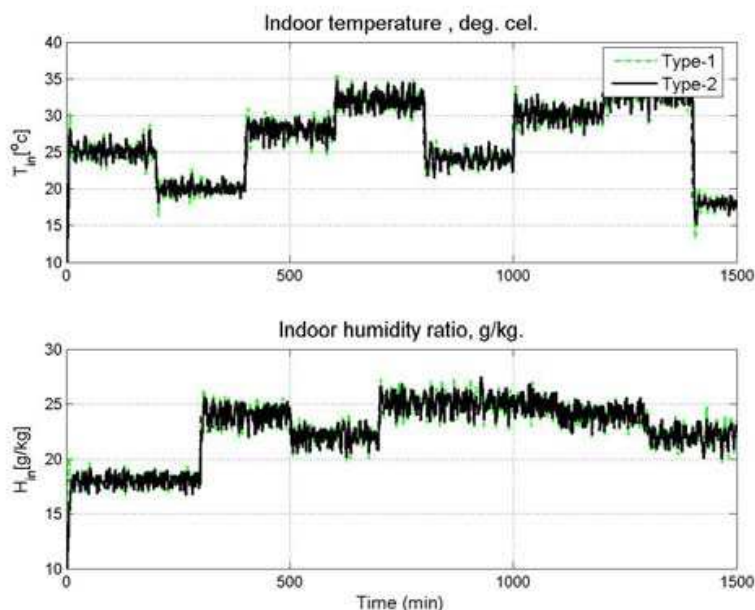 Indoor temperature , deg. cel.
40
35
30
25
20
15
10
T_in[°c]
Type-1
Type-2
0
500
1000
1500
Indoor humidity ratio, g/kg.
30
25
20
15
10
H_in[g/kg]
0
500
1000
1500
Time (min)